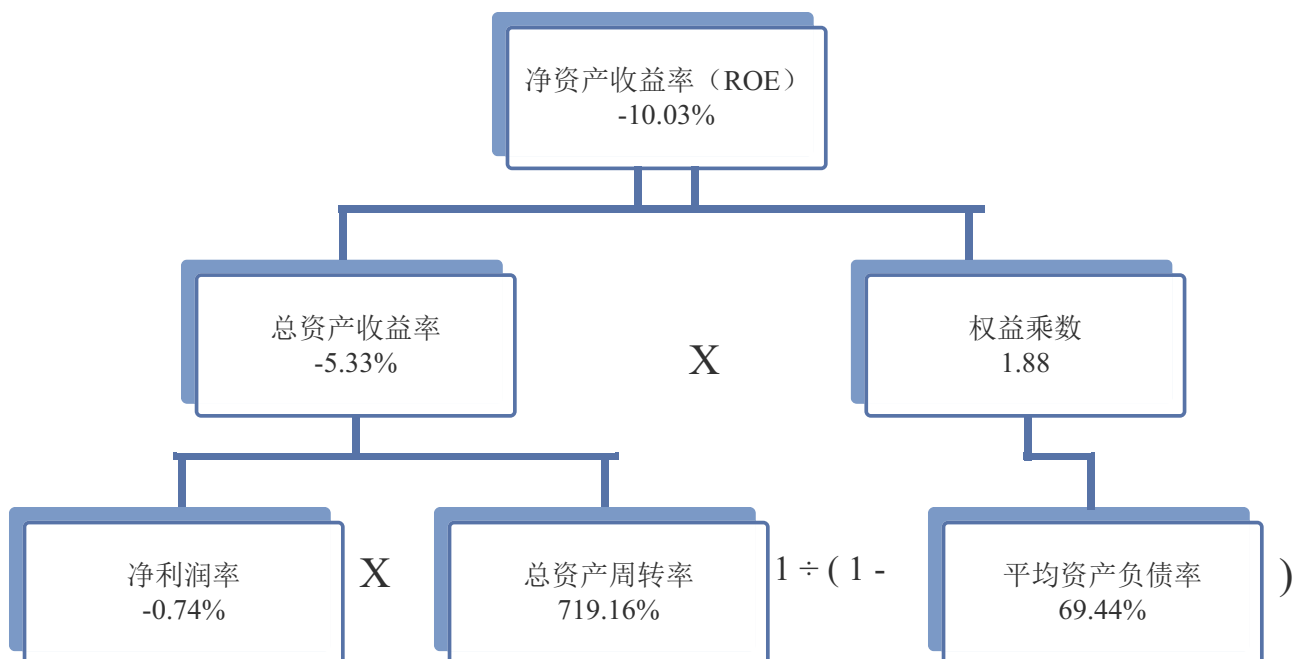 净资产收益率（ROE）
-10.03%
总资产收益率
-5.33%
X
权益乘数
1.88
净利润率
-0.74%
X
总资产周转率
719.16%
1 ÷ ( 1 -
平均资产负债率
69.44%
)